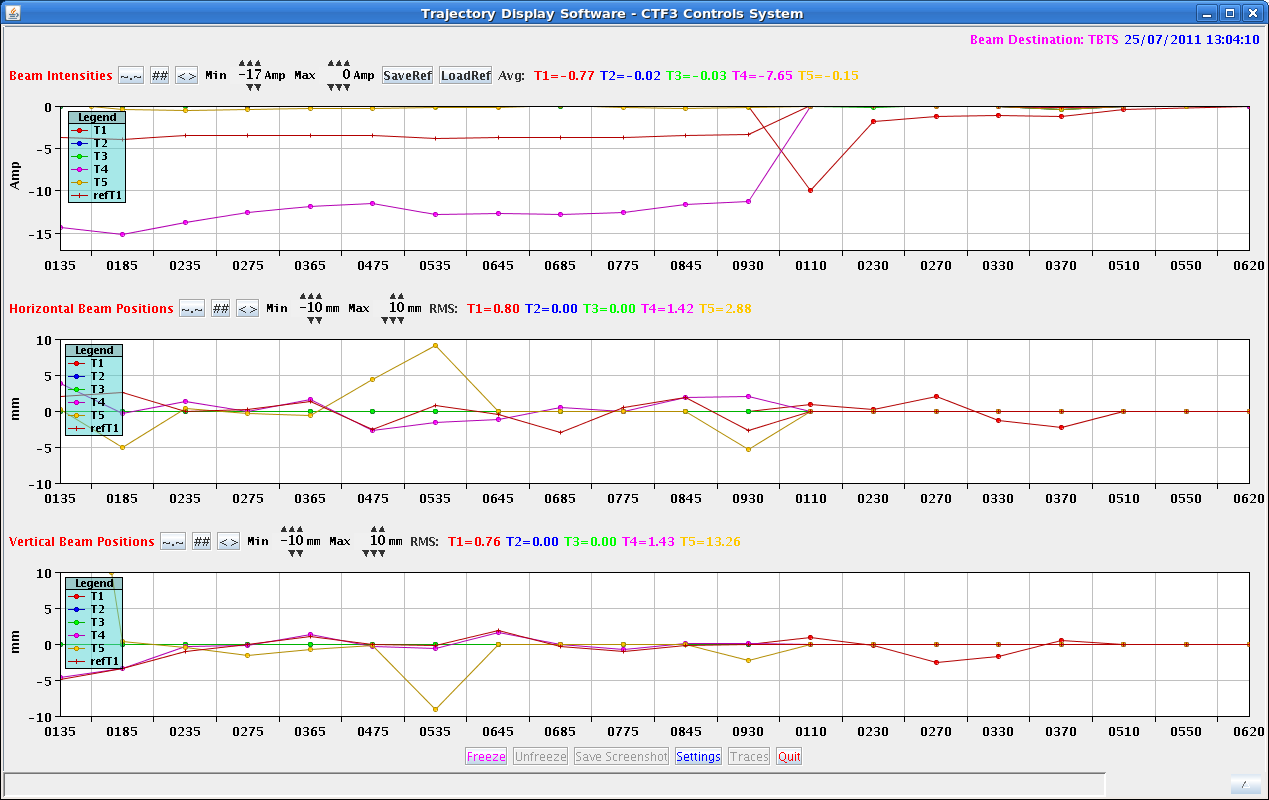 Trajectory Display Software - CTF3 Controls System
Beam Destination: TBTS 25/07/2011 13:04:10
Beam Intensities ~.~ ## <> Min -17 Amp Max 0 Amp SaveRef LoadRef Avg: T1=-0.77 T2=-0.02 T3=-0.03 T4=-7.65 T5=-0.15
Amp
0
-5
-10
-15
Legend
T1
T2
T3
T4
T5
refT1
0135 0185 0235 0275 0365 0475 0535 0645 0685 0775 0845 0930 0110 0230 0270 0330 0370 0510 0550 0620
Horizontal Beam Positions ~.~ ## <> Min -10 mm Max 10 mm RMS: T1=0.80 T2=0.00 T3=0.00 T4=1.42 T5=2.88
mm
10
5
0
-5
-10
Legend
T1
T2
T3
T4
T5
refT1
0135 0185 0235 0275 0365 0475 0535 0645 0685 0775 0845 0930 0110 0230 0270 0330 0370 0510 0550 0620
Vertical Beam Positions ~.~ ## <> Min -10 mm Max 10 mm RMS: T1=0.76 T2=0.00 T3=0.00 T4=1.43 T5=13.26
mm
10
5
0
-5
-10
Legend
T1
T2
T3
T4
T5
refT1
0135 0185 0235 0275 0365 0475 0535 0645 0685 0775 0845 0930 0110 0230 0270 0330 0370 0510 0550 0620
Freeze Unfreeze Save Screenshot Settings Traces Quit